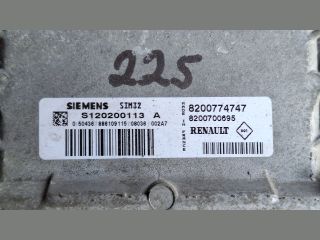 225
SIEMENS SIM32
S120200113 A
8200774747
8200700695
RENAULT